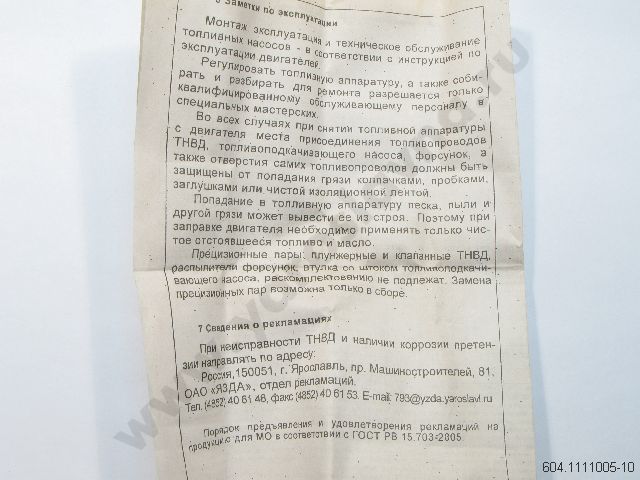 6 Заметки по эксплуатации
Монтаж эксплуатация и техническое обслуживание
топливных насосов - в соответствии с инструкцией по
эксплуатации двигателей.
Регулировать топливную аппаратуру, а также соби-
рать и разбирать для ремонта разрешается только
квалифицированному обслуживающему персоналу в
специальных мастерских.
Во всех случаях при снятии топливной аппаратуры
с двигателя места присоединения топливопроводов
ТНВД, топливоподкачивающего насоса, форсунок, а
также отверстия самих топливопроводов должны быть
защищены от попадания грязи колпачками, пробками,
заглушками или чистой изоляционной лентой.
Попадание в топливную аппаратуру песка, пыли и
другой грязи может вывести ее из строя. Поэтому при
заправке двигателя необходимо применять только чис-
тое отстоявшееся топливо и масло.
Прецизионные пары: плунжерные и клапанные ТНВД,
распылители форсунок, втулка со штоком топливоподкачи-
вающего насоса, раскомплектованию не подлежат. Замена
прецизионных пар возможна только в сборе.
7 Сведения о рекламациях
При неисправности ТНВД и наличии коррозии претен-
зии направлять по адресу:
Россия,150051, г. Ярославль, пр. Машиностроителей, 81,
ОАО «ЯЗДА», отдел рекламаций.
Тел. (4852) 40 61 48, факс (4852) 40 61 53. E-mail: 793@yzda.yaroslavl.ru
Порядок предъявления и удовлетворения рекламаций на
продукцию для МО в соответствии с ГОСТ РВ 15.703-2005.
604.1111005-10